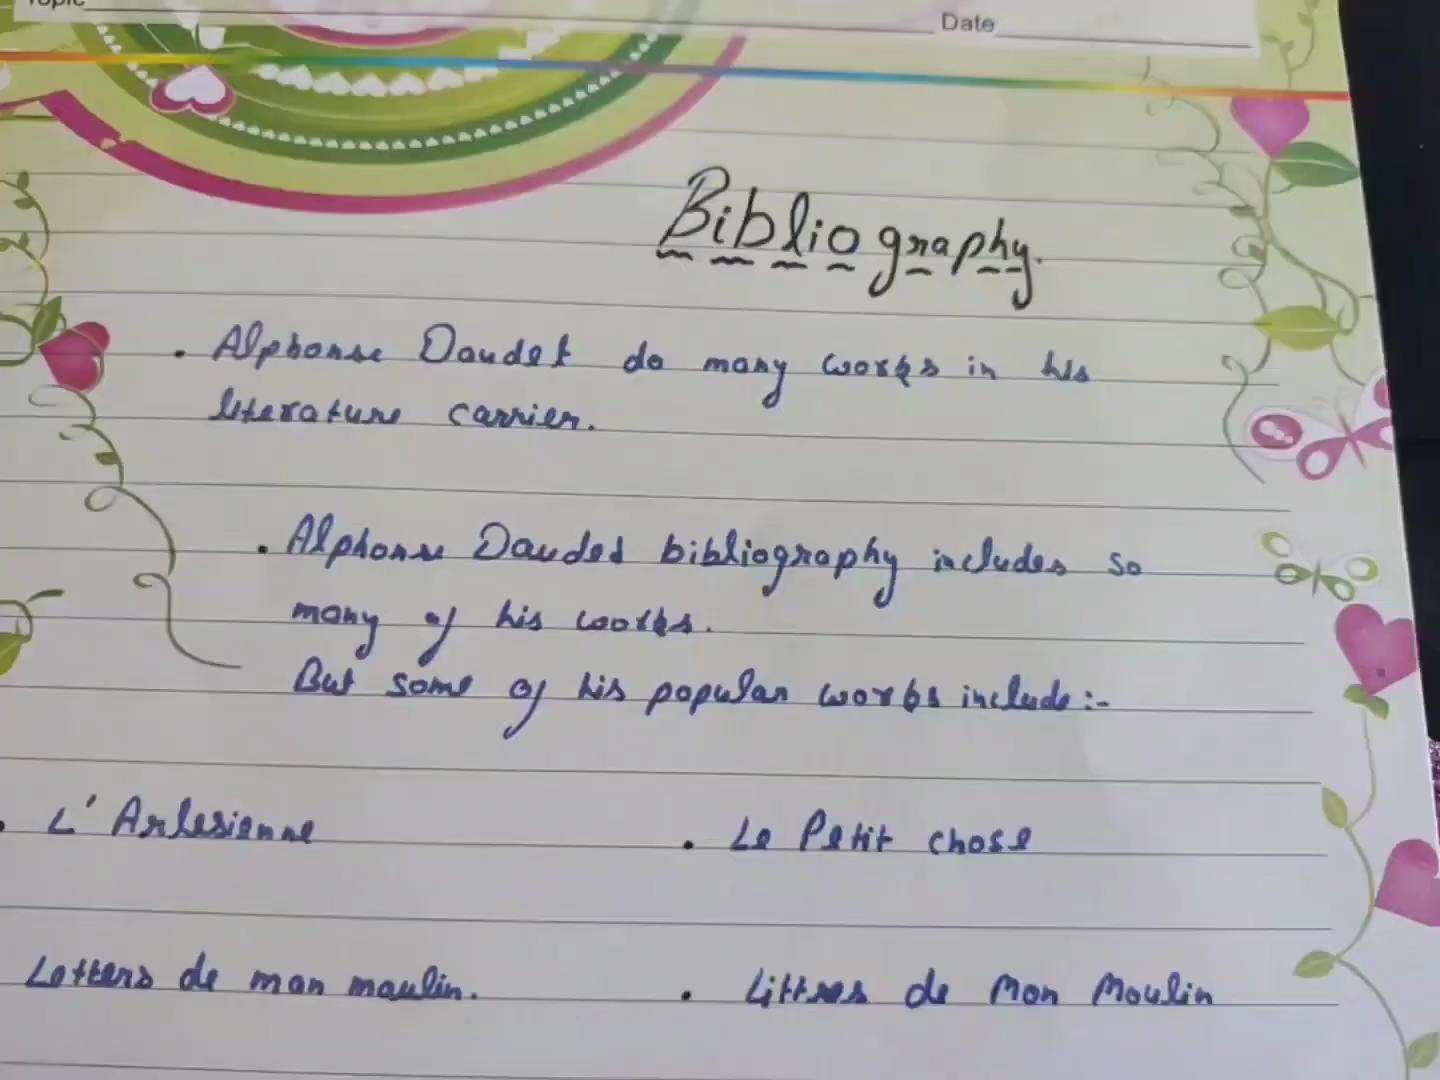 Topic
Date
Bibliography.
. Alphonse Daudet do many works in his
literature carrier.
. Alphonse Daudet bibliography includes so
many of his works.
But some of his popular works include :-
. L' Arlesienne
. Le Petit chose
Letters de mon moulin.
. Littres de Mon Moulin